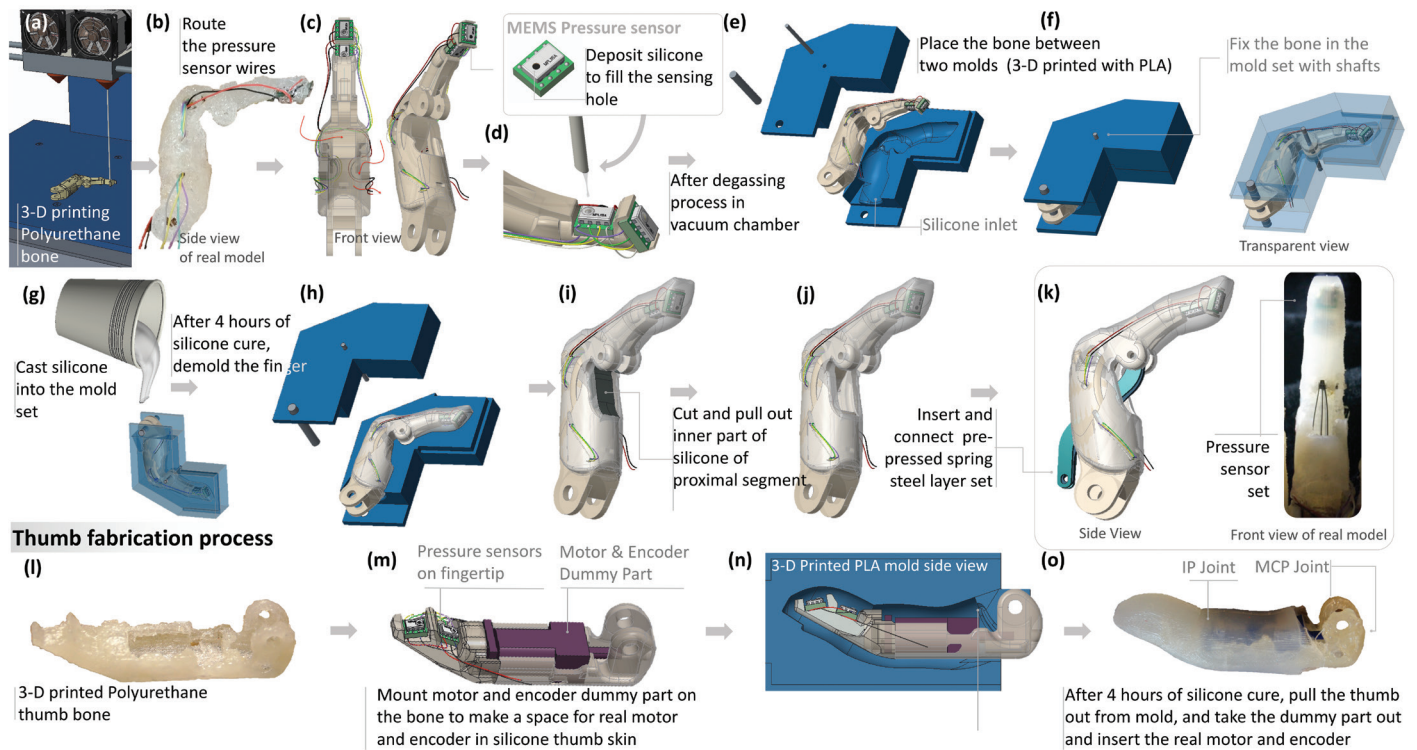 (a)
3-D printing
Polyurethane
bone
(b)
Route
the pressure
sensor wires
Side view
of real model
(c)
Front view
MEMS Pressure sensor
Deposit silicone
to fill the sensing
hole
(d)
After degassing
process in
vacuum chamber
(e)
Place the bone between
two molds (3-D printed with PLA)
Silicone inlet
(f)
Fix the bone in the
mold set with shafts
Transparent view
(g)
Cast silicone
into the mold
set
After 4 hours of
silicone cure,
demold the finger
(h)
(i)
Cut and pull out
inner part of
silicone of
proximal segment
(j)
Insert and
connect pre-
pressed spring
steel layer set
(k)
Side View
Pressure
sensor
set
Front view of real model
Thumb fabrication process
(l)
3-D printed Polyurethane
thumb bone
(m)
Pressure sensors
on fingertip
Motor & Encoder
Dummy Part
Mount motor and encoder dummy part on
the bone to make a space for real motor
and encoder in silicone thumb skin
(n)
3-D Printed PLA mold side view
(o)
IP Joint
MCP Joint
After 4 hours of silicone cure, pull the thumb
out from mold, and take the dummy part out
and insert the real motor and encoder